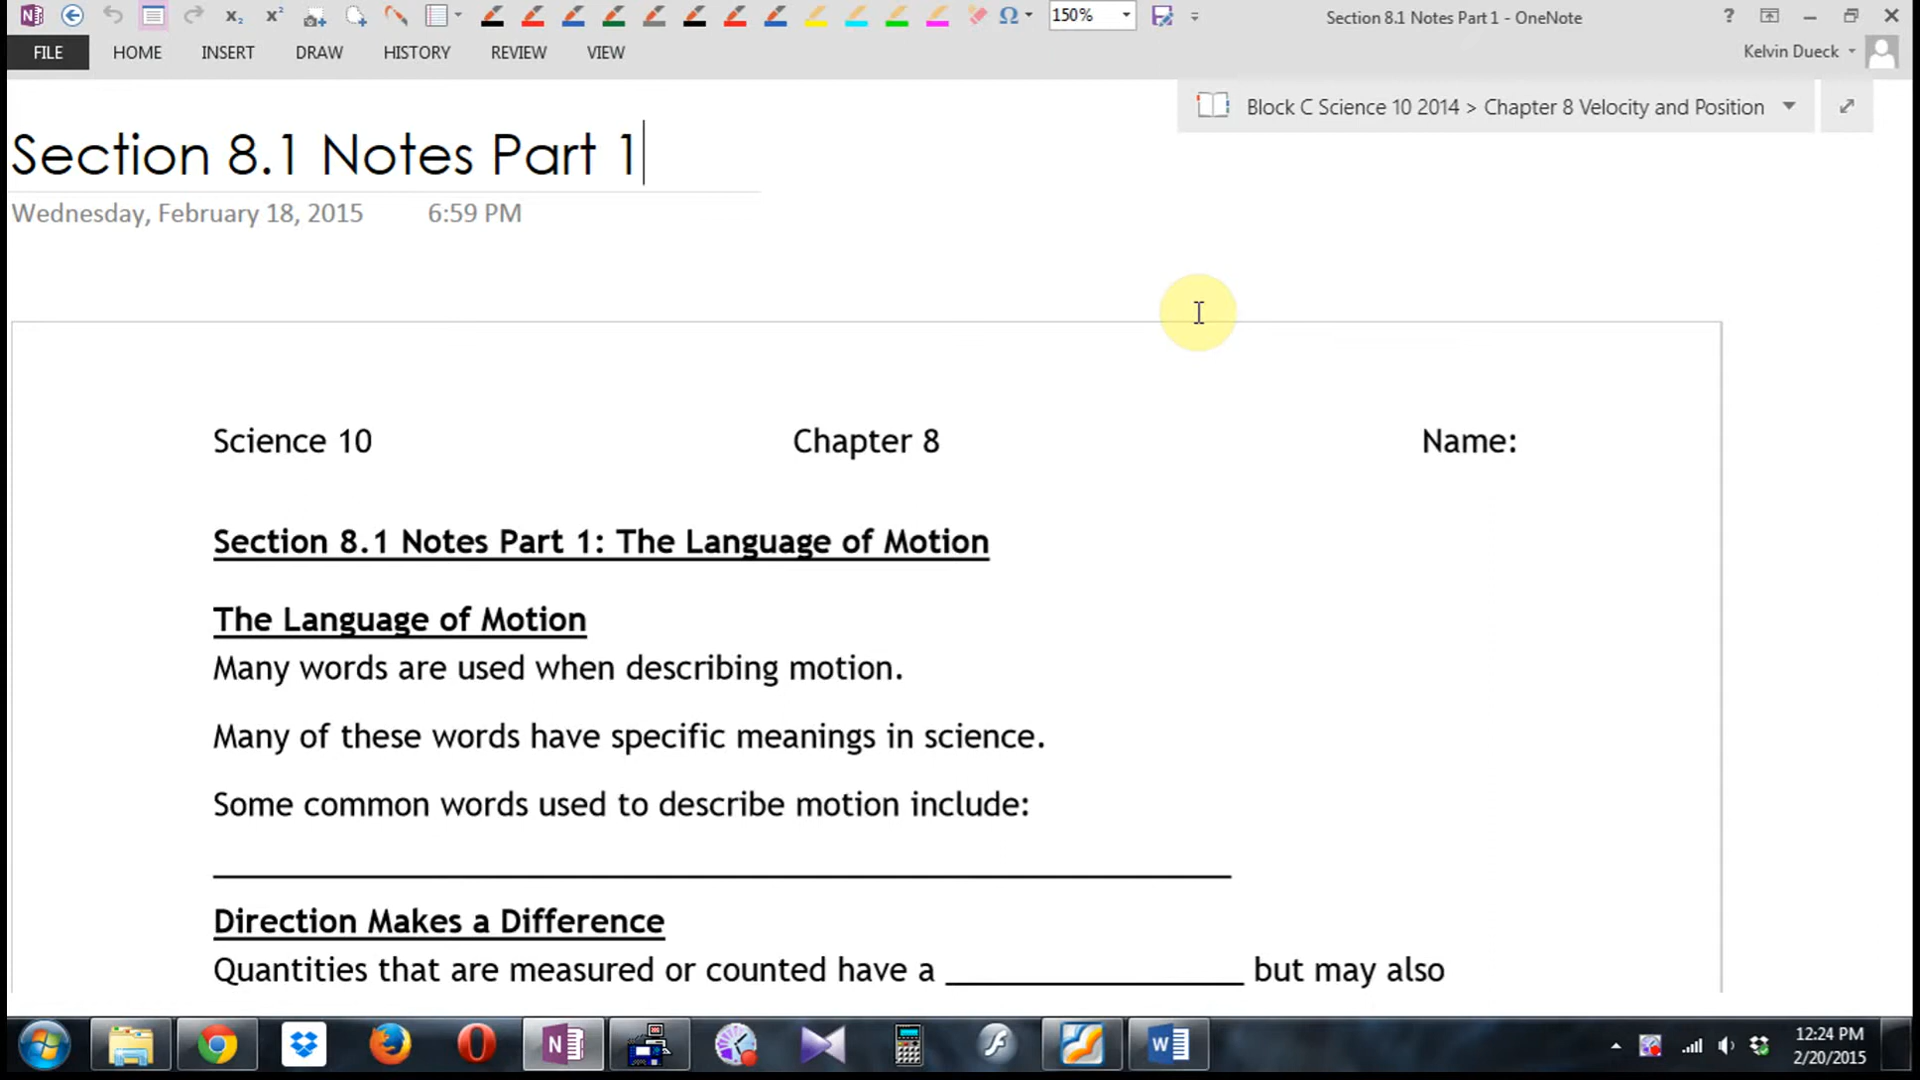 150%
Section 8.1 Notes Part 1 - OneNote
?
FILE HOME INSERT DRAW HISTORY REVIEW VIEW
Kelvin Dueck
Block C Science 10 2014 > Chapter 8 Velocity and Position
Section 8.1 Notes Part 1
Wednesday, February 18, 2015 6:59 PM
Science 10 Chapter 8 Name:
Section 8.1 Notes Part 1: The Language of Motion
The Language of Motion
Many words are used when describing motion.
Many of these words have specific meanings in science.
Some common words used to describe motion include:
Direction Makes a Difference
Quantities that are measured or counted have a ____________ but may also
12:24 PM
2/20/2015